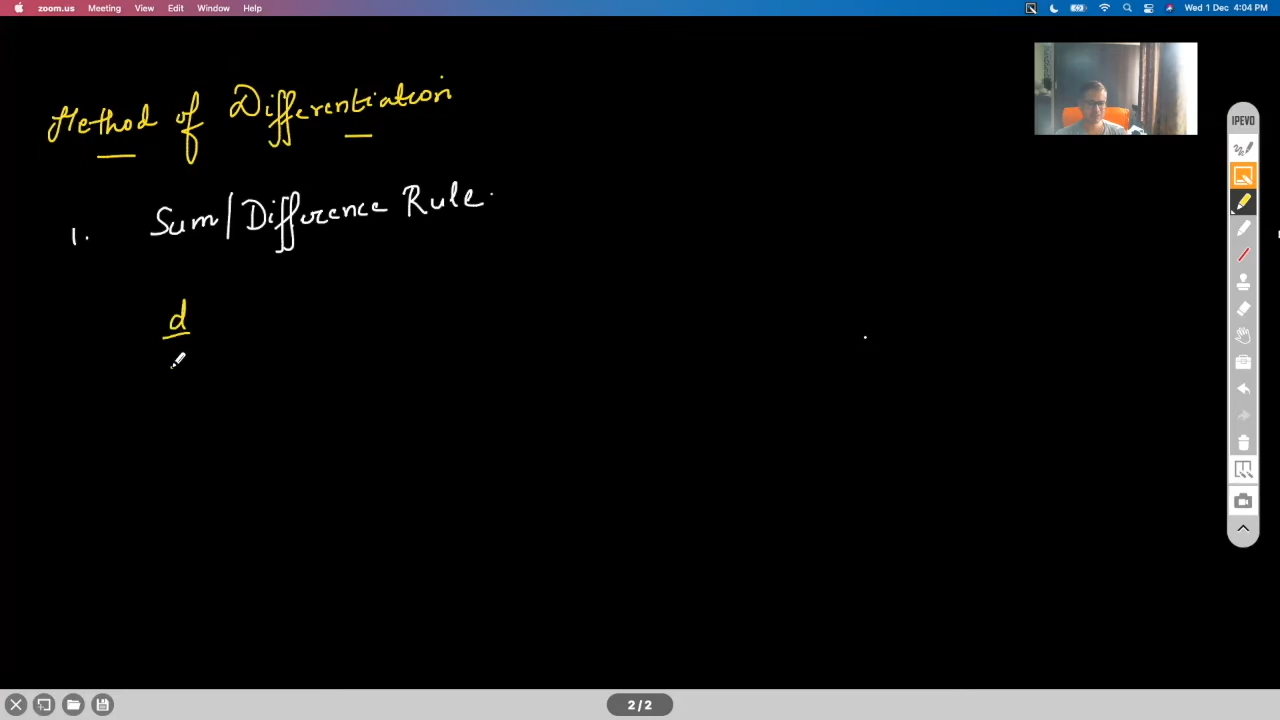 zoom.us Meeting View Edit Window Help Wed 1 Dec 4:04 PM
Method of Differentiation
IPEVO
1. Sum/Difference Rule.
d
2/2